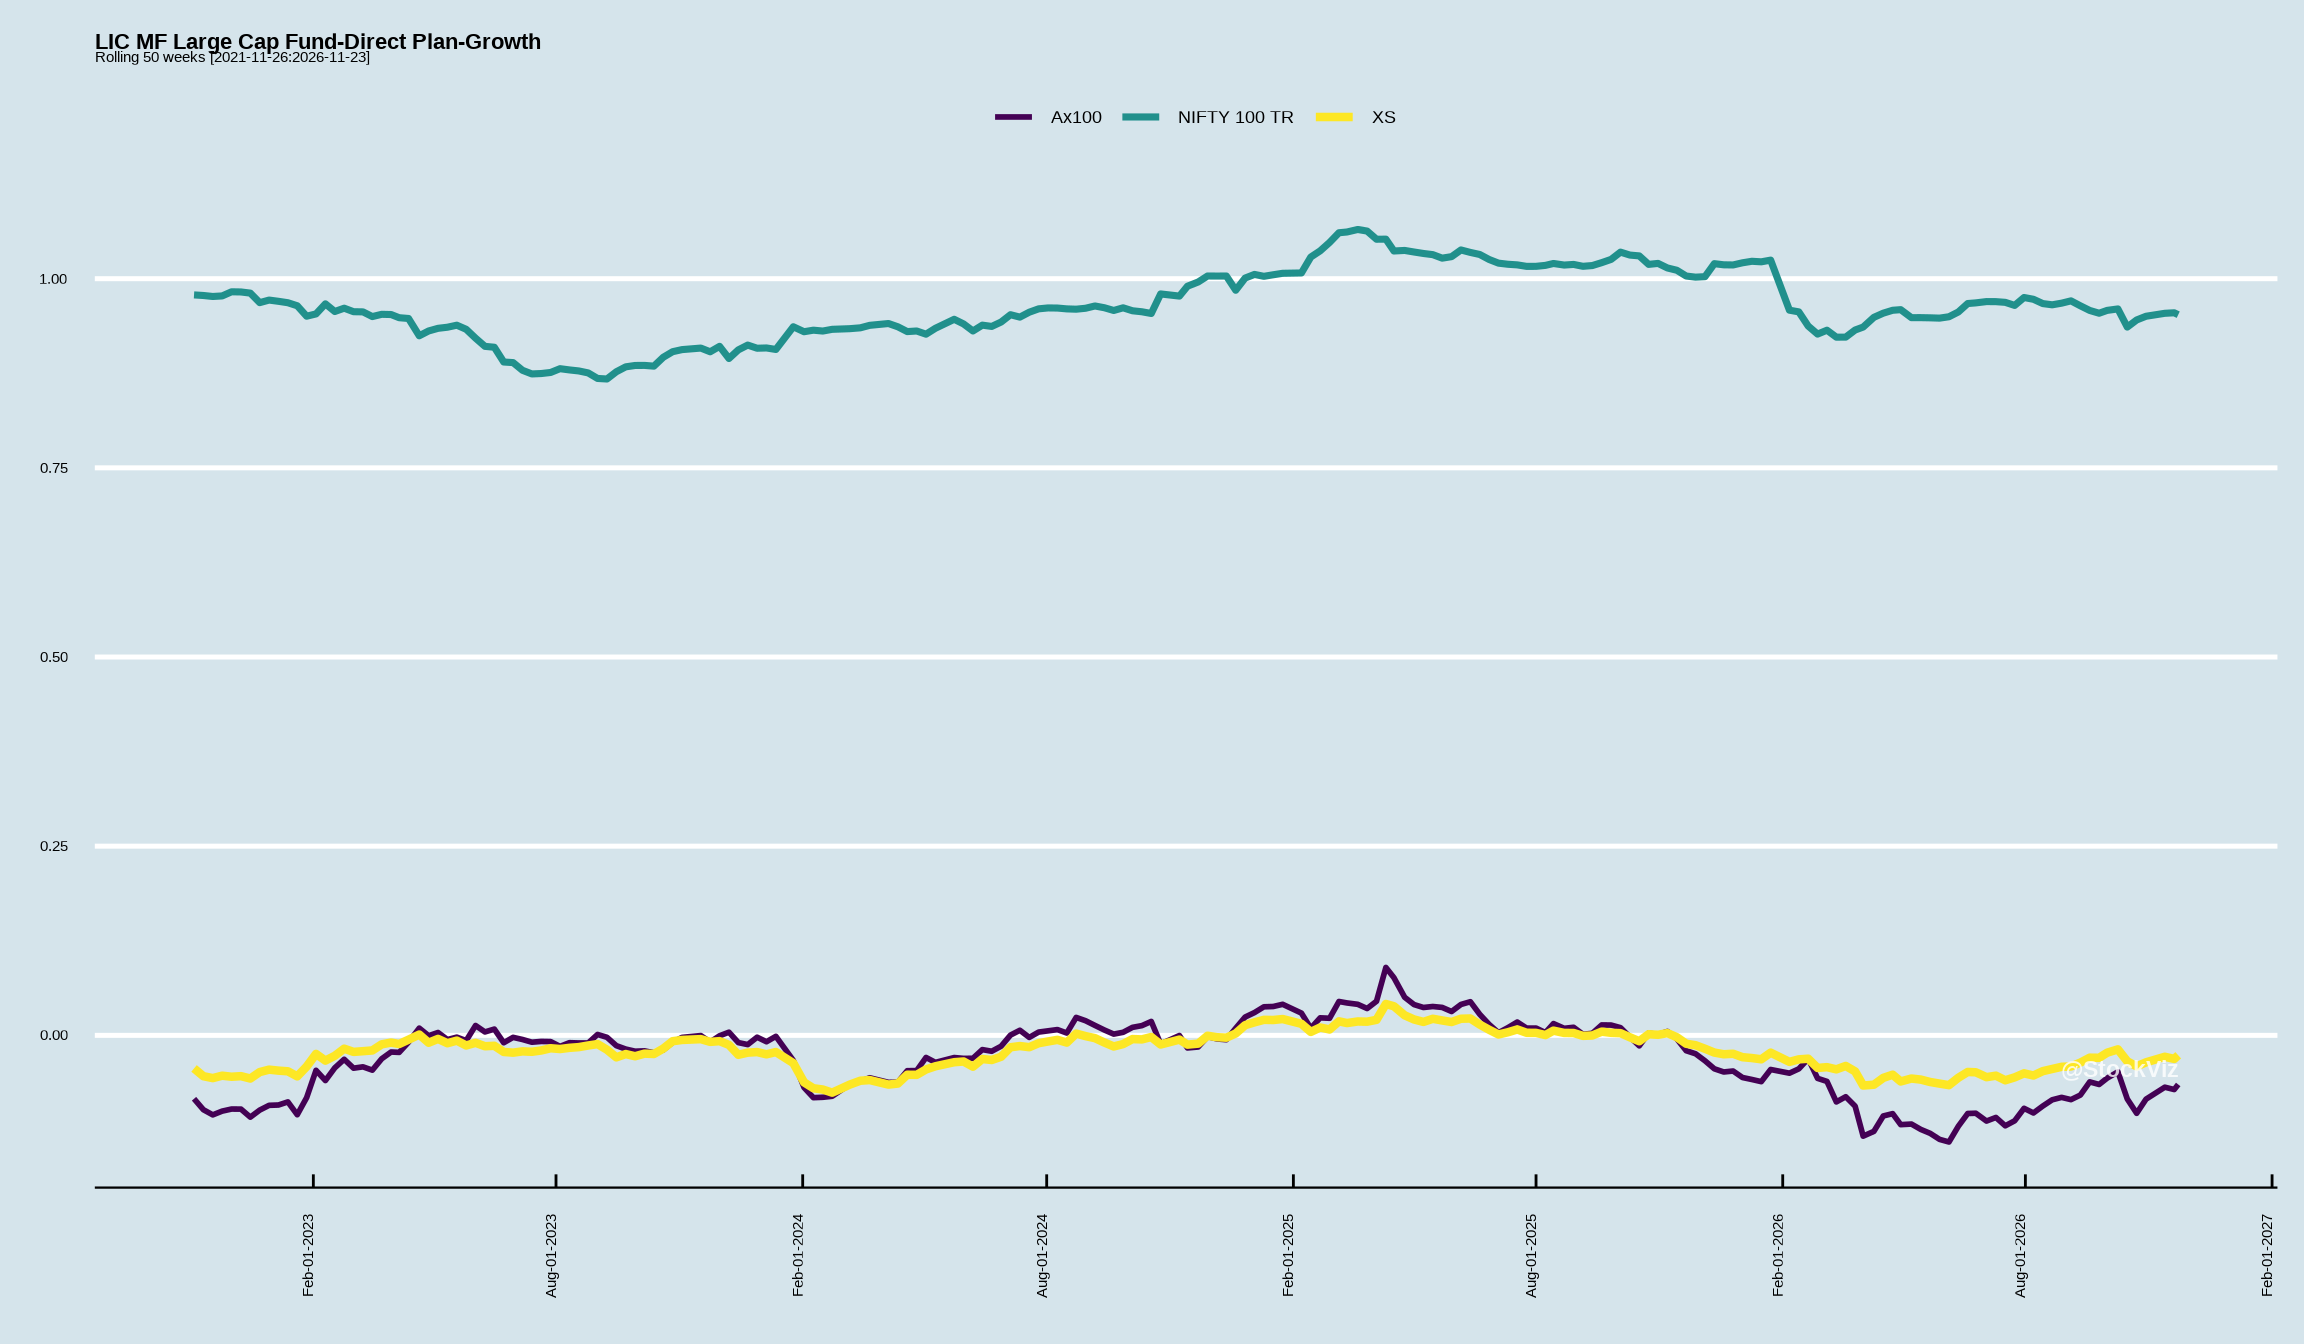 LIC MF Large Cap Fund-Direct Plan-Growth
Rolling 50 weeks [2021-11-26:2026-11-23]
Ax100 NIFTY 100 TR XS
1.00
0.75
0.50
0.25
0.00
@StockViz
Feb-01-2023 Aug-01-2023 Feb-01-2024 Aug-01-2024 Feb-01-2025 Aug-01-2025 Feb-01-2026 Aug-01-2026 Feb-01-2027